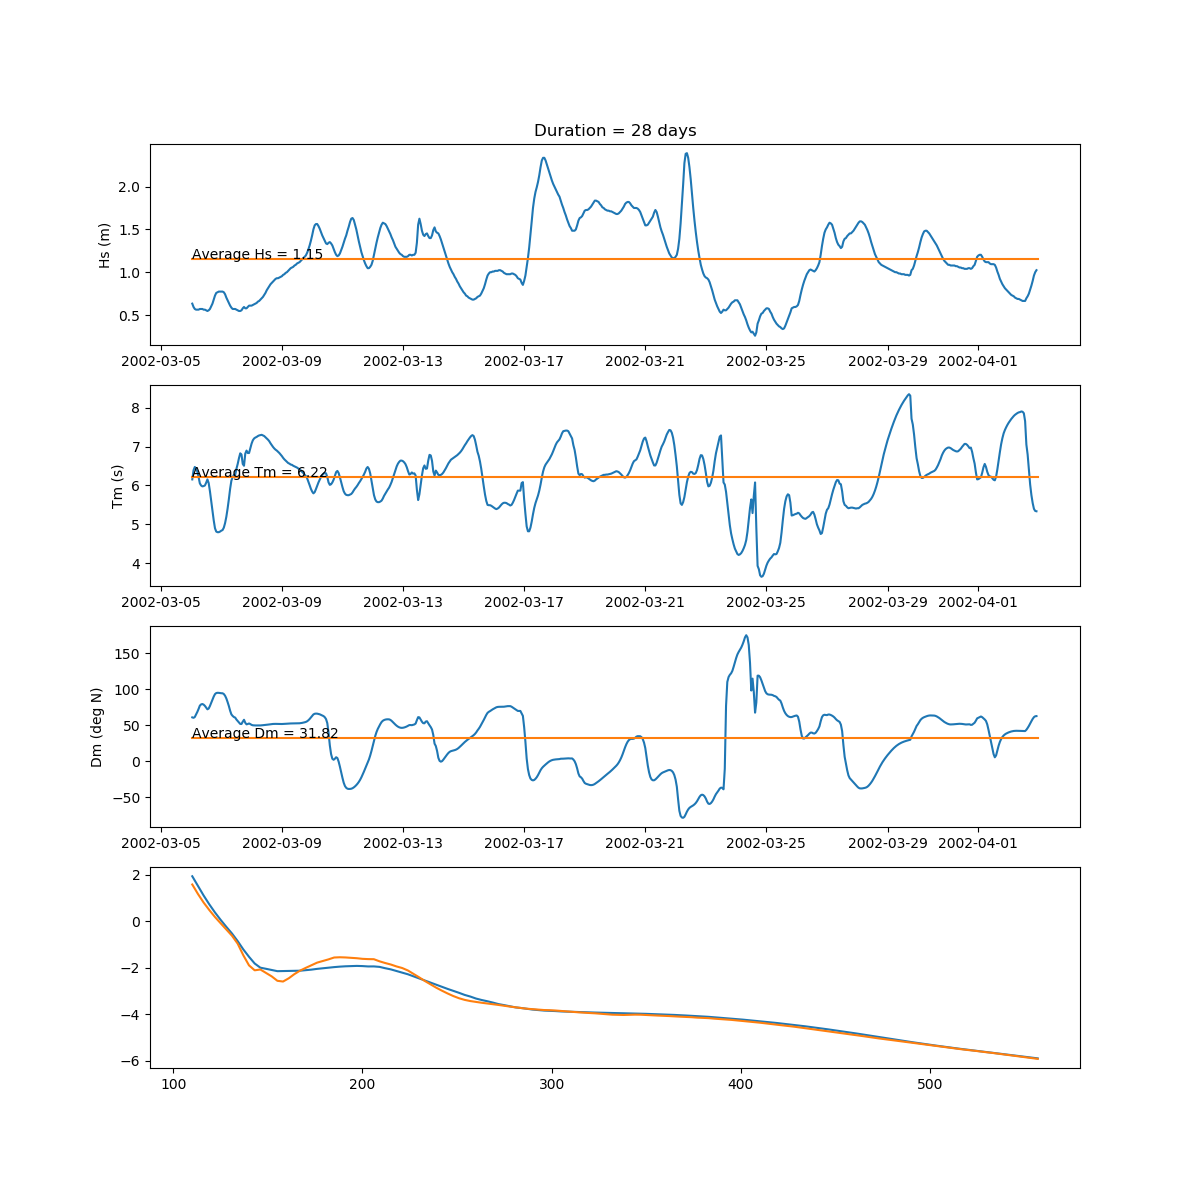 Duration = 28 days
2.0
1.5
1.0
0.5
Hs (m)
Average Hs = 1.15
2002-03-05 2002-03-09 2002-03-13 2002-03-17 2002-03-21 2002-03-25 2002-03-29 2002-04-01
8
7
6
5
4
Tm (s)
Average Tm = 6.22
2002-03-05 2002-03-09 2002-03-13 2002-03-17 2002-03-21 2002-03-25 2002-03-29 2002-04-01
150
100
50
0
−50
Dm (deg N)
Average Dm = 31.82
2002-03-05 2002-03-09 2002-03-13 2002-03-17 2002-03-21 2002-03-25 2002-03-29 2002-04-01
2
0
−2
−4
−6
100 200 300 400 500